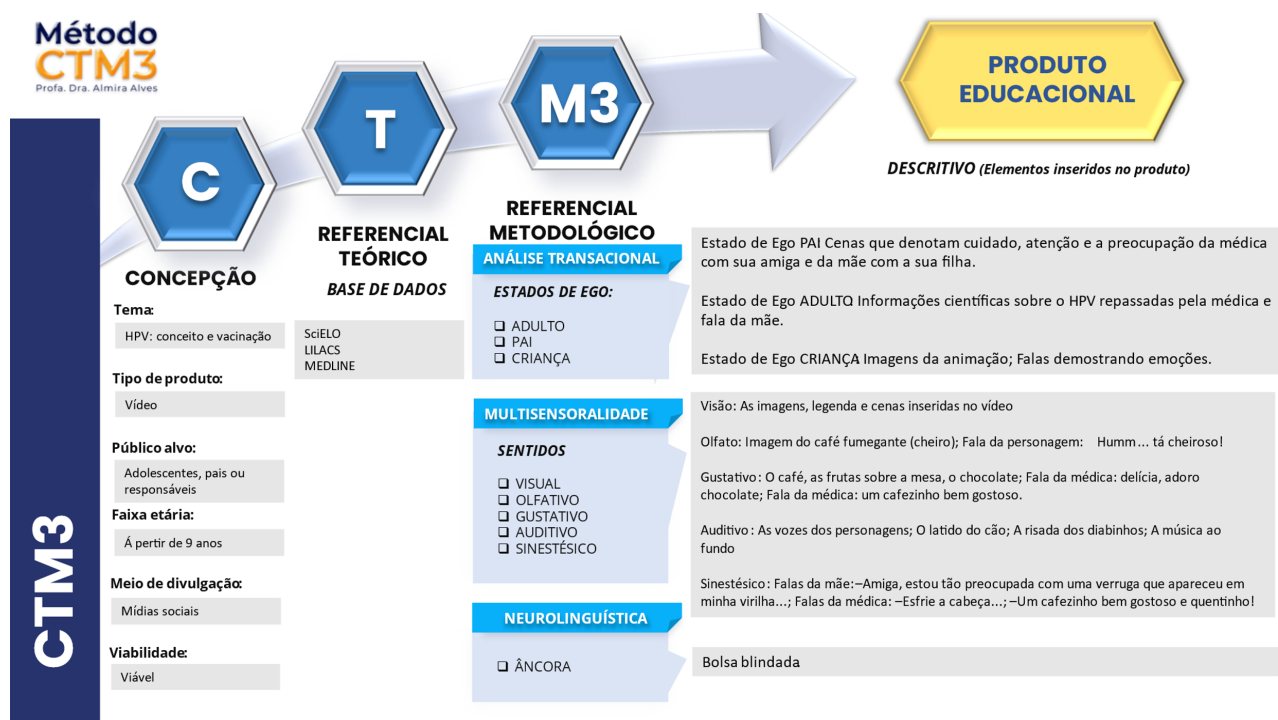 Método
CTM3
Profa. Dra. Almira Alves
CTM3
C
CONCEPÇÃO
Tema:
HPV: conceito e vacinação
Tipo de produto:
Vídeo
Público alvo:
Adolescentes, pais ou
responsáveis
Faixa etária:
Á pertir de 9 anos
Meio de divulgação:
Mídias sociais
Viabilidade:
Viável
T
REFERENCIAL
TEÓRICO
BASE DE DADOS
SciELO
LILACS
MEDLINE
M3
REFERENCIAL
METODOLÓGICO
ANÁLISE TRANSACIONAL
ESTADOS DE EGO:
ADULTO
PAI
CRIANÇA
MULTISENSORALIDADE
SENTIDOS
VISUAL
OLFATIVO
GUSTATIVO
AUDITIVO
SINESTÉSICO
NEUROLINGUÍSTICA
ÂNCORA
PRODUTO
EDUCACIONAL
DESCRITIVO (Elementos inseridos no produto)
Estado de Ego PAI Cenas que denotam cuidado, atenção e a preocupação da médica
com sua amiga e da mãe com a sua filha.
Estado de Ego ADULTO Informações científicas sobre o HPV repassadas pela médica e
fala da mãe.
Estado de Ego CRIANÇA Imagens da animação; Falas demostrando emoções.
Visão: As imagens, legenda e cenas inseridas no vídeo
Olfato: Imagem do café fumegante (cheiro); Fala da personagem: Humm... tá cheiroso!
Gustativo: O café, as frutas sobre a mesa, o chocolate; Fala da médica: delícia, adoro
chocolate; Fala da médica: um cafezinho bem gostoso.
Auditivo: As vozes dos personagens; O latido do cão; A risada dos diabinhos; A música ao
fundo
Sinestésico: Falas da mãe:–Amiga, estou tão preocupada com uma verruga que apareceu em
minha virilha...; Falas da médica: –Esfrie a cabeça...; –Um cafezinho bem gostoso e quentinho!
Bolsa blindada